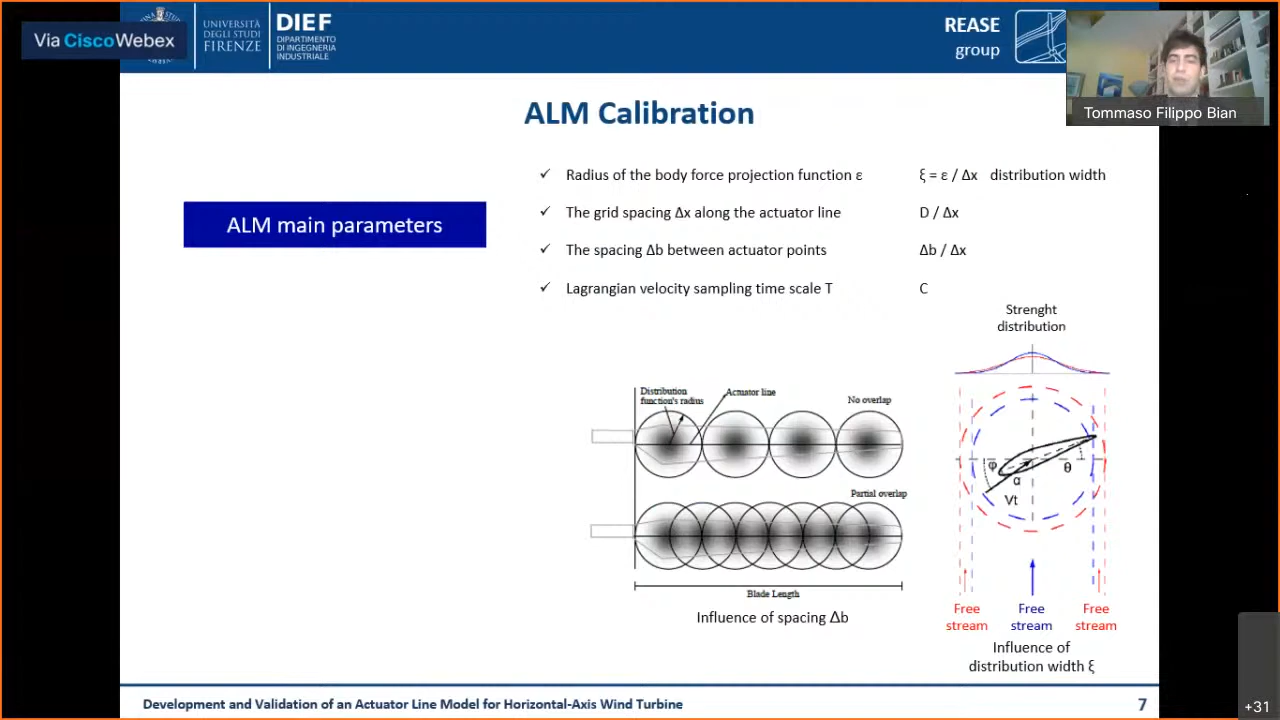 Via CiscoWebex
UNIVERSITÀ
DEGLI STUDI
FIRENZE
DIEF
DIPARTIMENTO
DI INGEGNERIA
INDUSTRIALE
REASE
group
Tommaso Filippo Bian
ALM Calibration
ALM main parameters
✓ Radius of the body force projection function ε ξ = ε / Δx distribution width
✓ The grid spacing Δx along the actuator line D / Δx
✓ The spacing Δb between actuator points Δb / Δx
✓ Lagrangian velocity sampling time scale T C
Strenght
distribution
Distribution
function's radius
Actuator line
No overlap
Partial overlap
Blade Length
Influence of spacing Δb
φ
α
θ
Vt
Free
stream
Free
stream
Free
stream
Influence of
distribution width ξ
Development and Validation of an Actuator Line Model for Horizontal-Axis Wind Turbine
7
+31